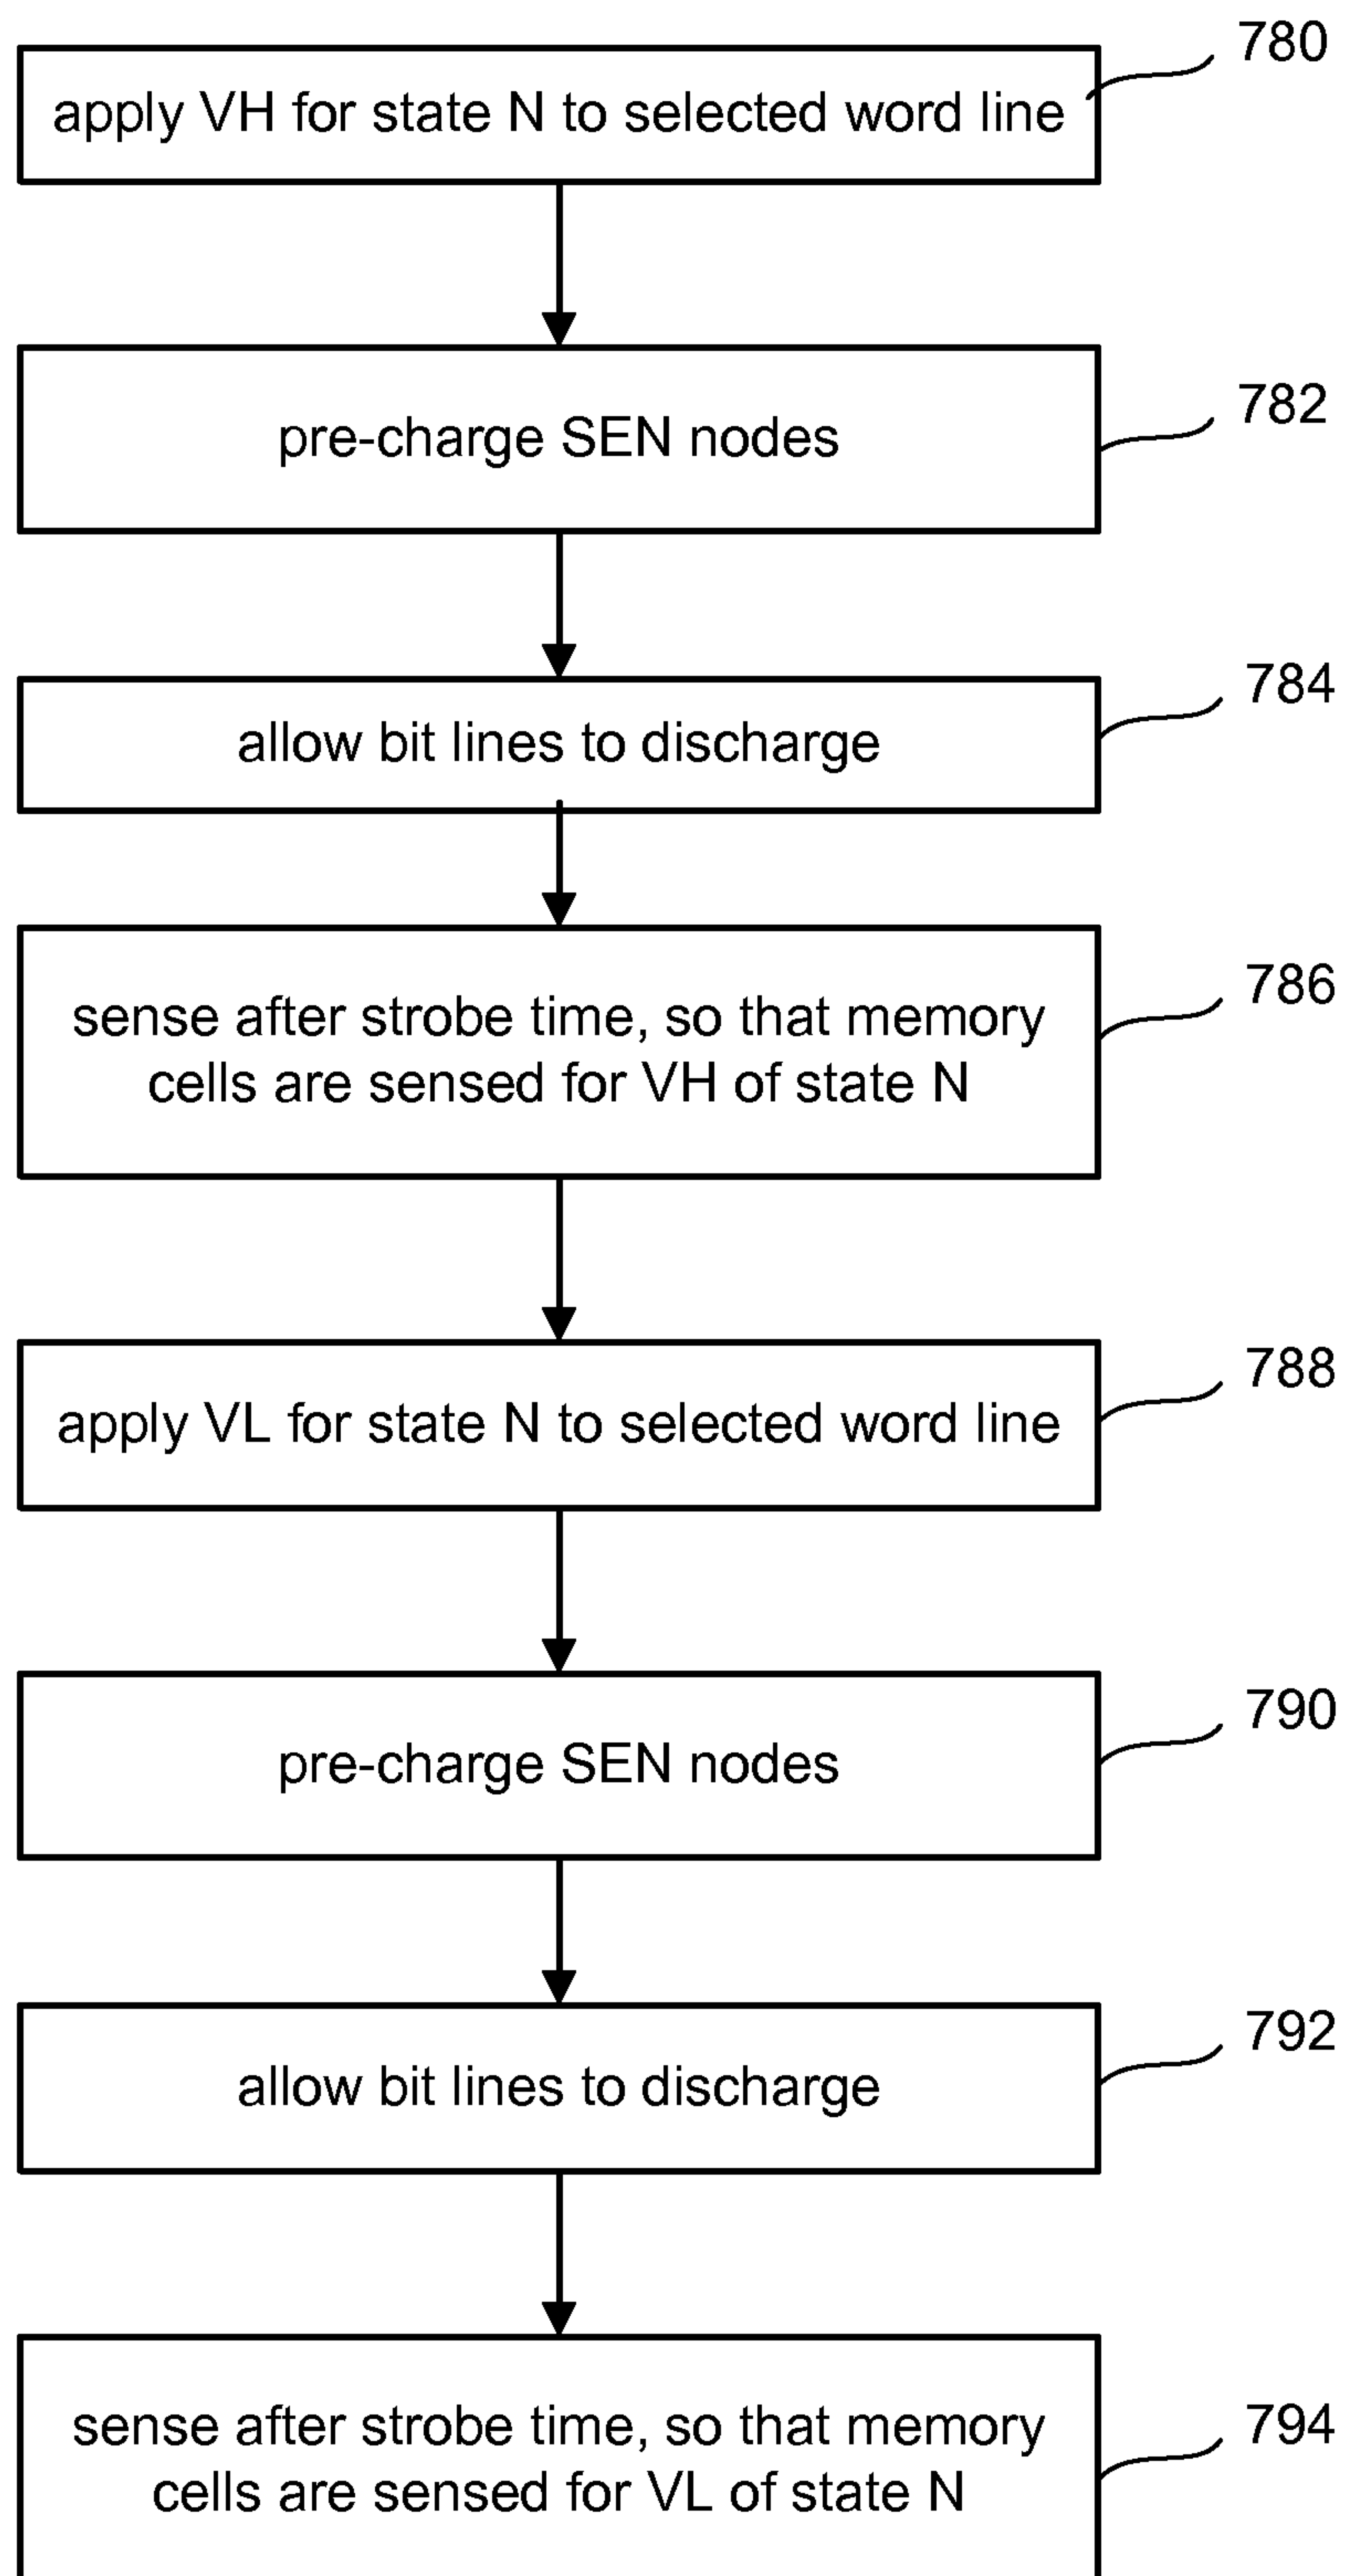 780
apply VH for state N to selected word line
782
pre-charge SEN nodes
784
allow bit lines to discharge
786
sense after strobe time, so that memory
cells are sensed for VH of state N
788
apply VL for state N to selected word line
790
pre-charge SEN nodes
792
allow bit lines to discharge
794
sense after strobe time, so that memory
cells are sensed for VL of state N